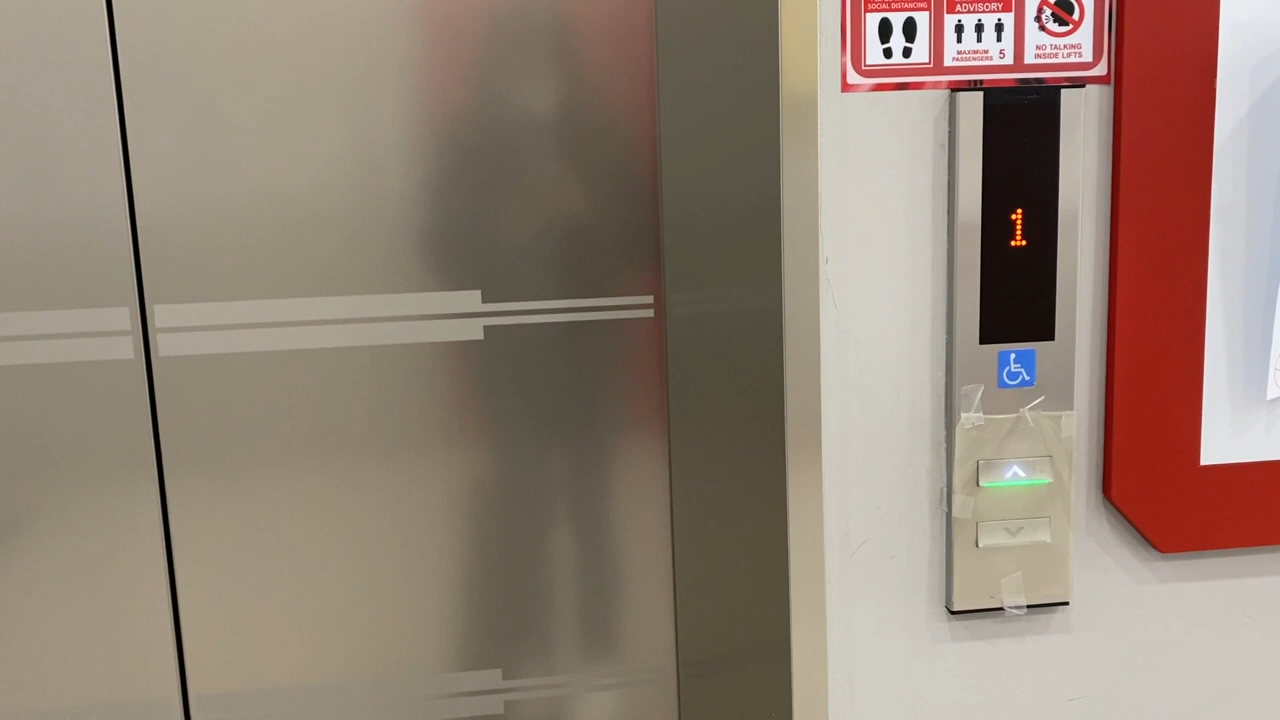 SOCIAL DISTANCING
ADVISORY
MAXIMUM
PASSENGERS 5
NO TALKING
INSIDE LIFTS
1